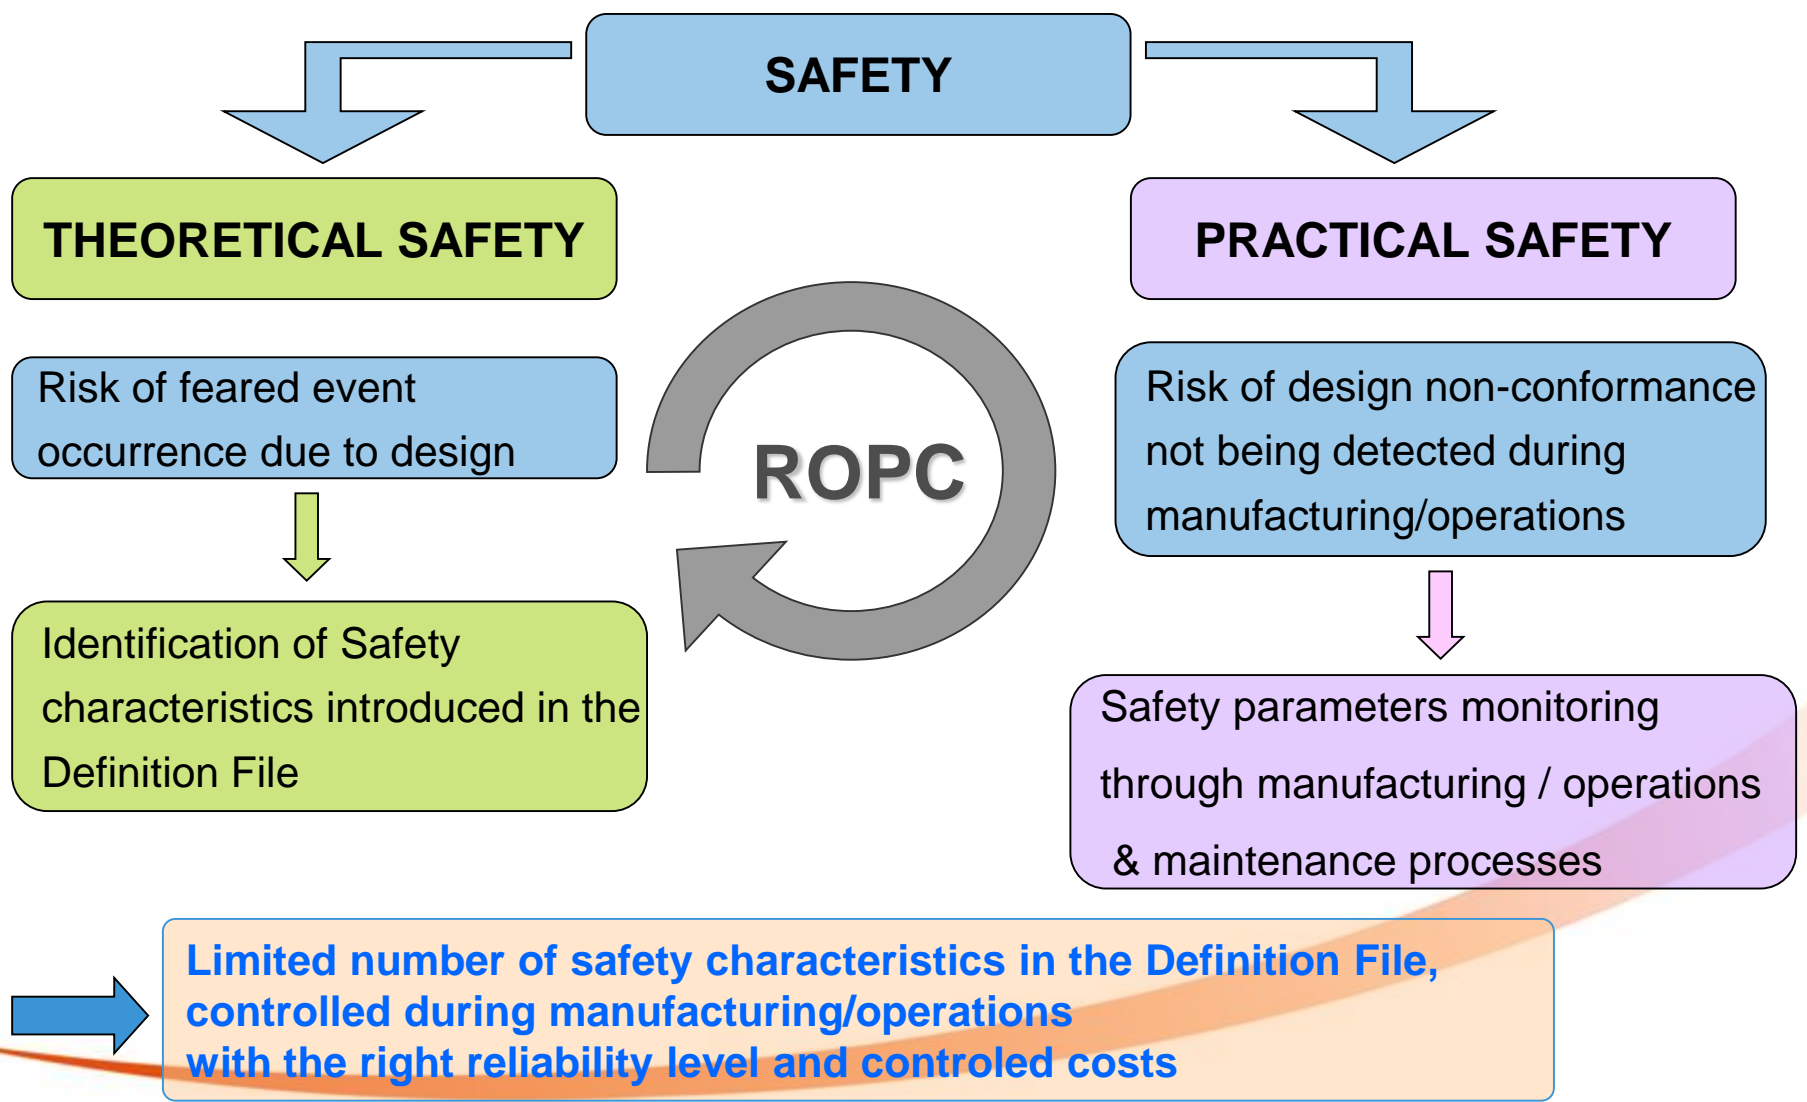 SAFETY
THEORETICAL SAFETY
PRACTICAL SAFETY
Risk of feared event
occurrence due to design
ROPC
Risk of design non-conformance
not being detected during
manufacturing/operations
Identification of Safety
characteristics introduced in the
Definition File
Safety parameters monitoring
through manufacturing / operations
& maintenance processes
Limited number of safety characteristics in the Definition File,
controlled during manufacturing/operations
with the right reliability level and controled costs